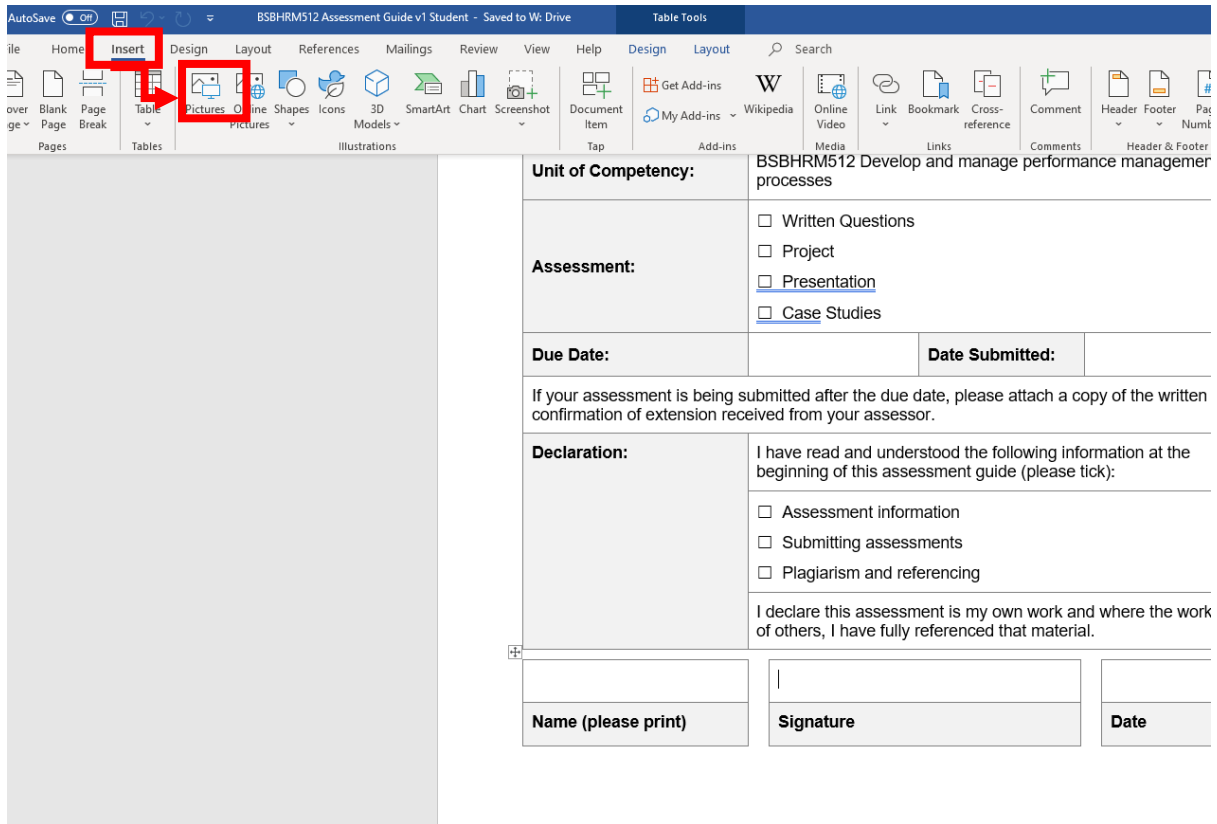 AutoSave Off BSBHRM512 Assessment Guide v1 Student - Saved to W: Drive Table Tools
ile Home Insert Design Layout References Mailings Review View Help Design Layout Search
over Blank Page Table Pictures Online Shapes Icons 3D SmartArt Chart Screenshot Document Get Add-ins Wikipedia Online Link Bookmark Cross- Comment Header Footer Pag
ge Page Break Pictures Models Item My Add-ins Video reference Numb
Pages Tables Illustrations Tap Add-ins Media Links Comments Header & Footer
Unit of Competency:
BSBHRM512 Develop and manage performance managemen
processes
Assessment:
☐ Written Questions
☐ Project
☐ Presentation
☐ Case Studies
Due Date: Date Submitted:
If your assessment is being submitted after the due date, please attach a copy of the written
confirmation of extension received from your assessor.
Declaration:
I have read and understood the following information at the
beginning of this assessment guide (please tick):
☐ Assessment information
☐ Submitting assessments
☐ Plagiarism and referencing
I declare this assessment is my own work and where the work
of others, I have fully referenced that material.
Name (please print) Signature Date